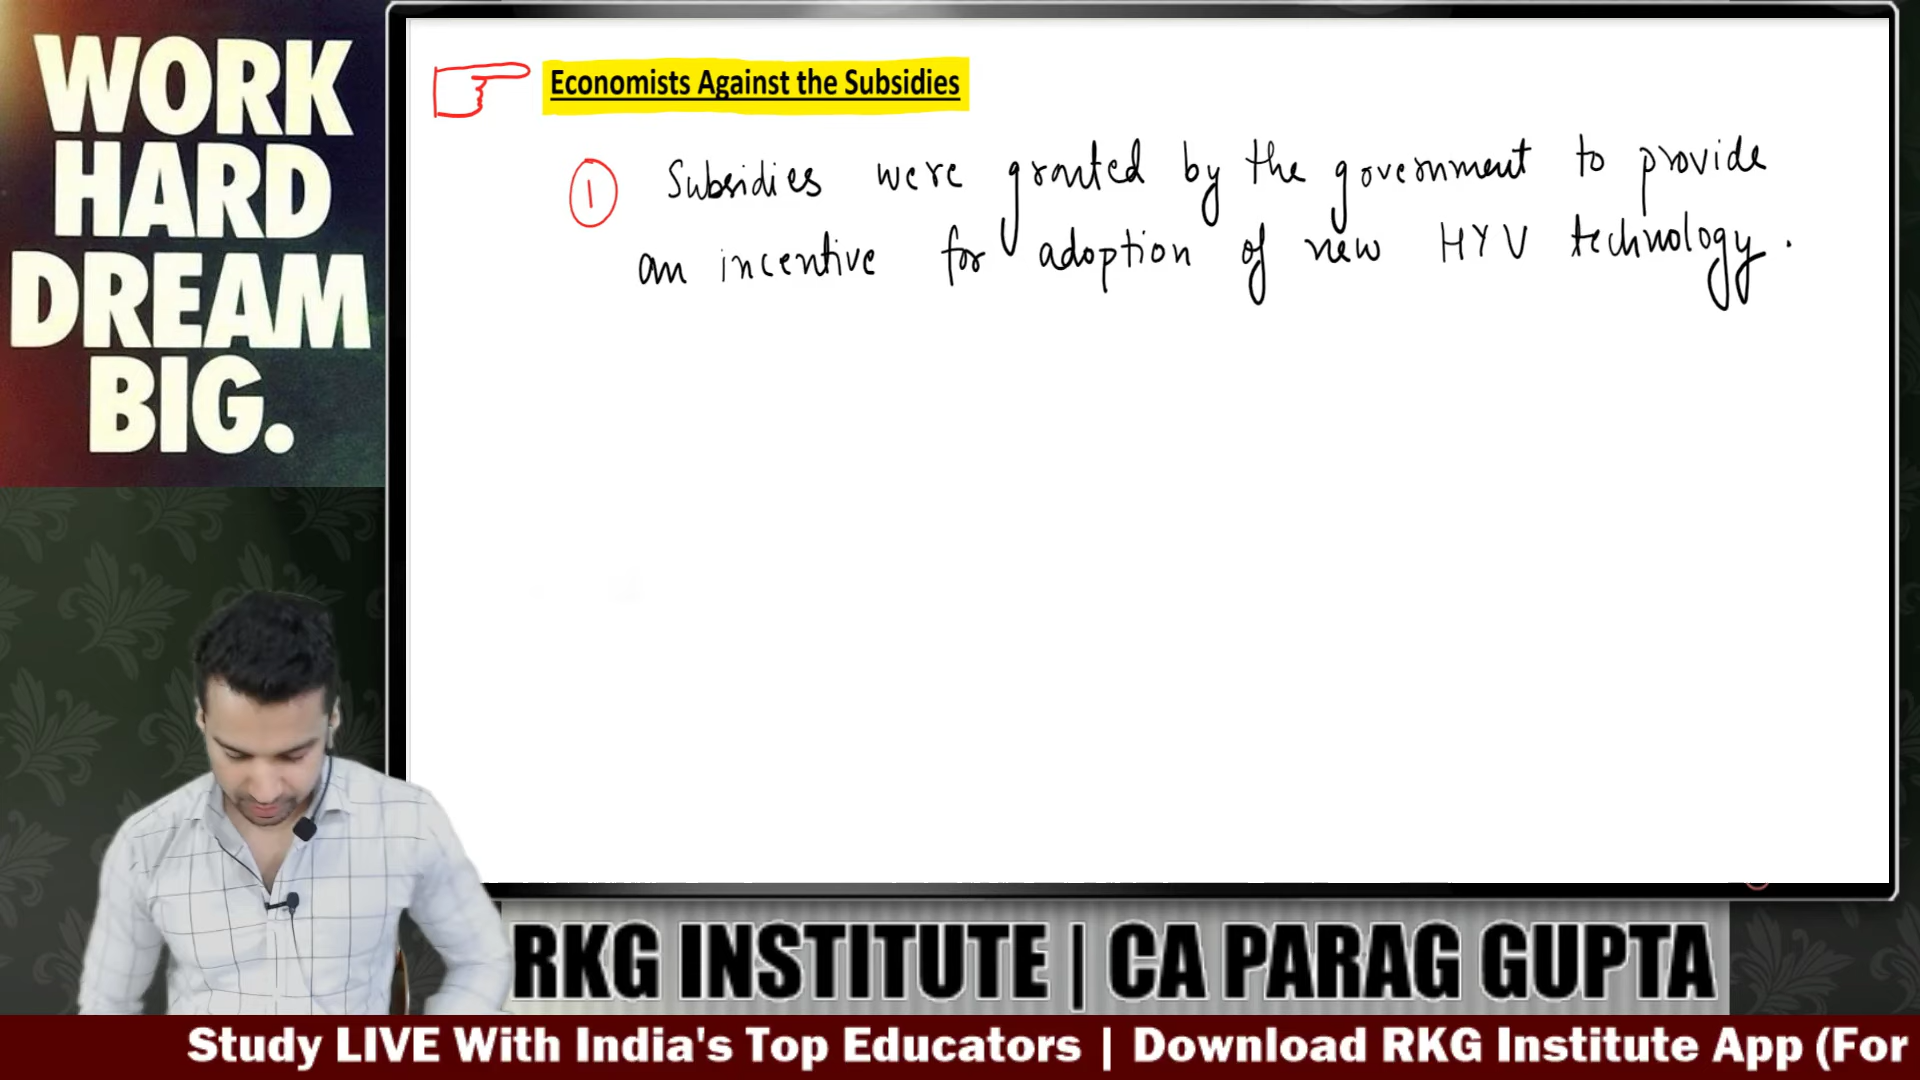 WORK
HARD
DREAM
BIG.
Economists Against the Subsidies
1 Subsidies were granted by the government to provide
an incentive for adoption of new HYV technology.
RKG INSTITUTE | CA PARAG GUPTA
Study LIVE With India's Top Educators | Download RKG Institute App (For